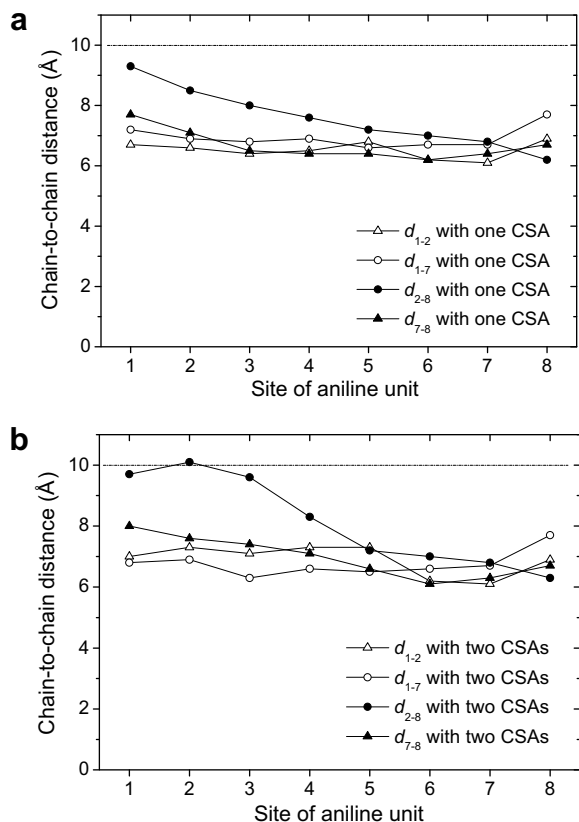 a
10
8
6
4
2
0
Chain-to-chain distance (Å)
d1-2 with one CSA
d1-7 with one CSA
d2-8 with one CSA
d7-8 with one CSA
1 2 3 4 5 6 7 8
Site of aniline unit
b
10
8
6
4
2
0
Chain-to-chain distance (Å)
d1-2 with two CSAs
d1-7 with two CSAs
d2-8 with two CSAs
d7-8 with two CSAs
1 2 3 4 5 6 7 8
Site of aniline unit